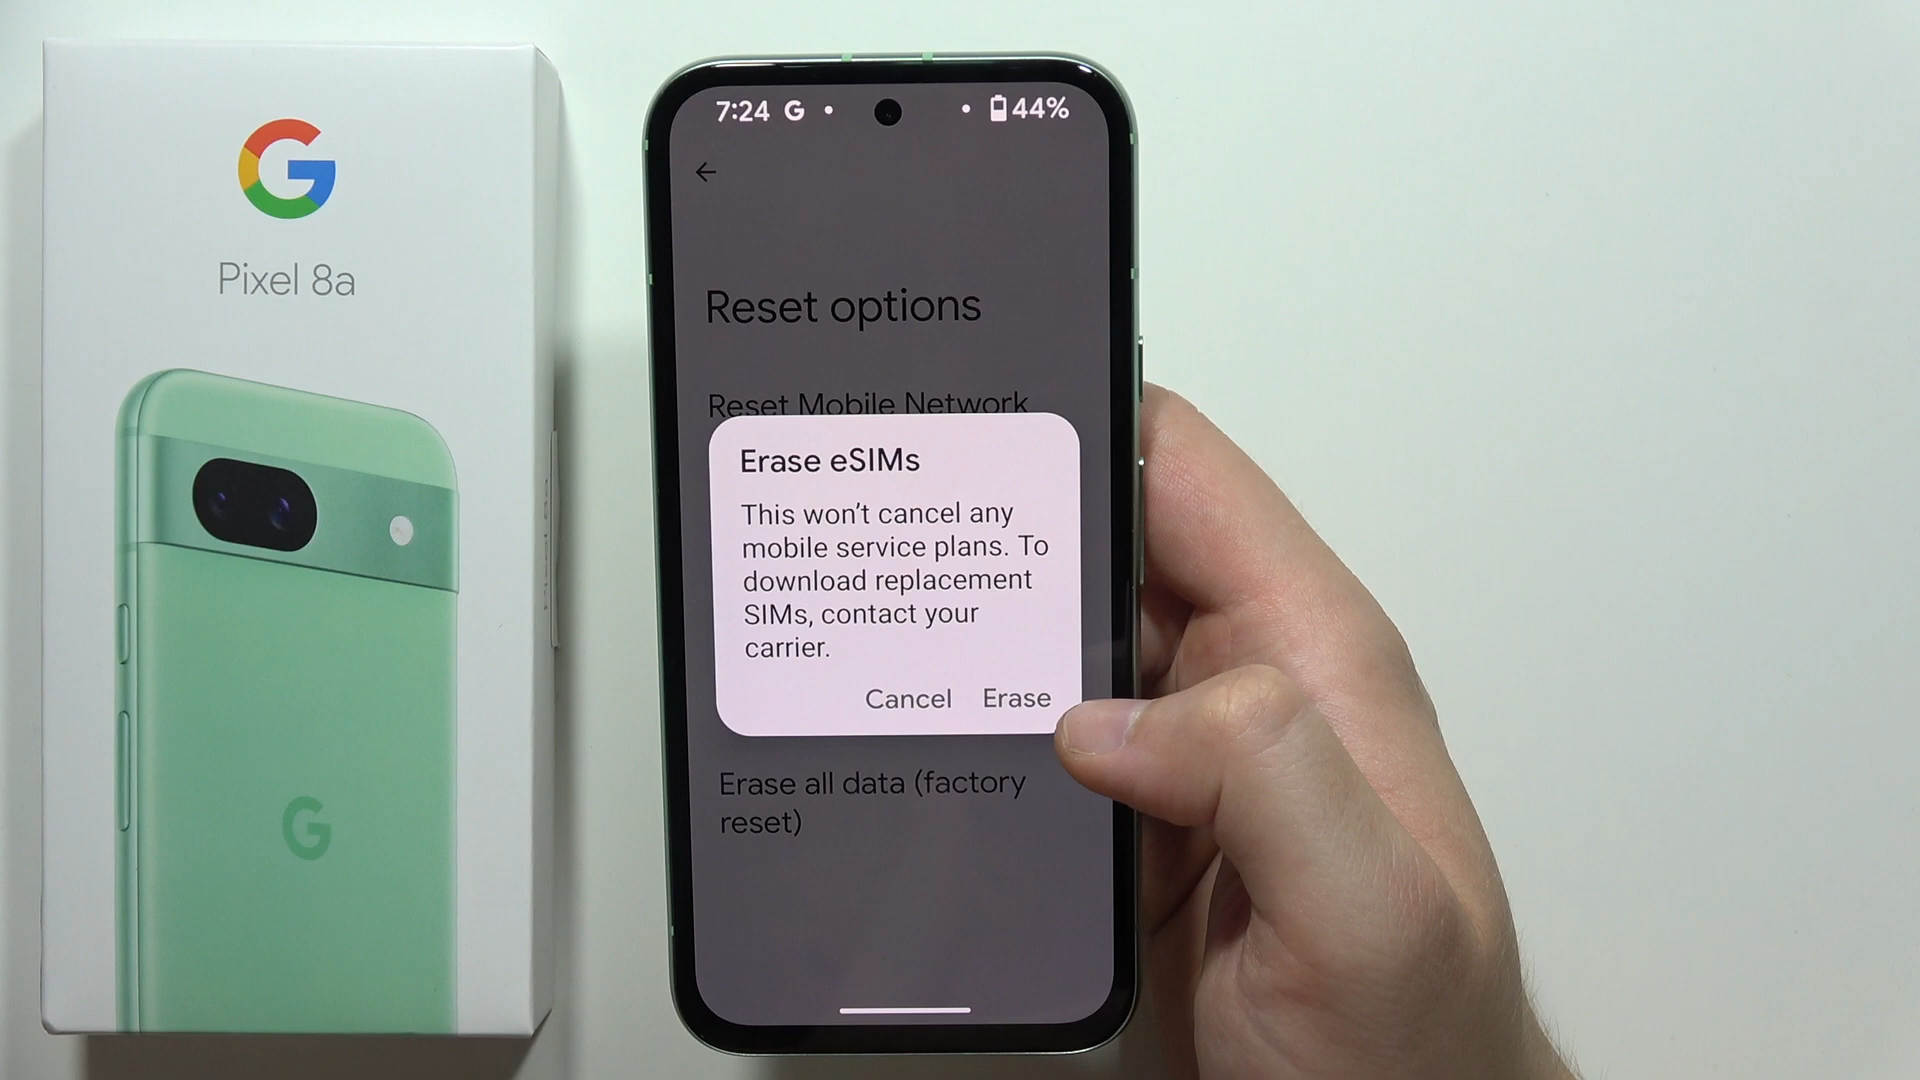 Pixel 8a
7:24 G
44%
Reset options
Reset Mobile Network
Erase eSIMs
This won't cancel any
mobile service plans. To
download replacement
SIMs, contact your
carrier.
Cancel Erase
Erase all data (factory
reset)